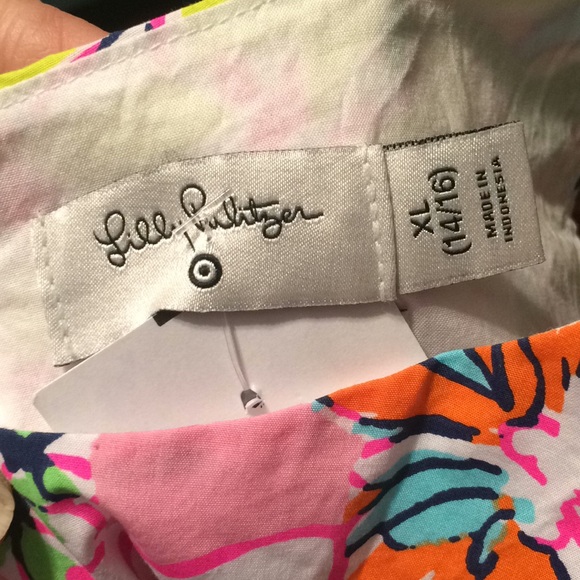 Lilly Pulitzer
XL
(14/16)
MADE IN
INDONESIA